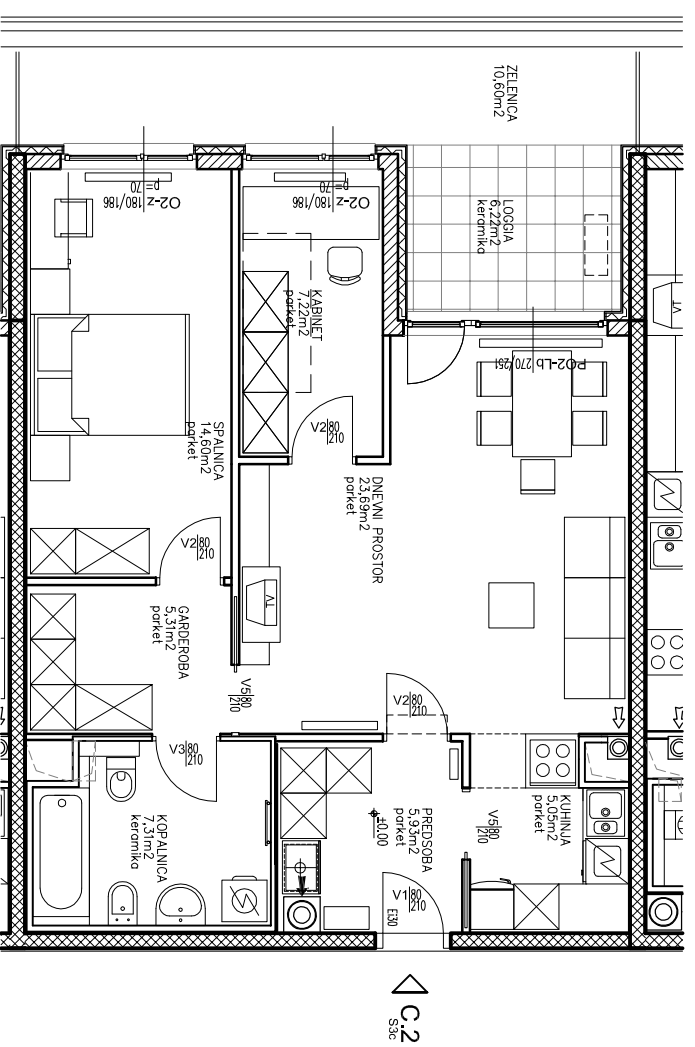 ZELENICA
10,60m2
LOGGIA
6,22m2
keramika
O2-z 180/186
p= 70
O2-z 180/186
p= 70
PO2-Lb 270/251
KABINET
7,22m2
parket
V2 80
210
SPALNICA
14,60m2
parket
V2 80
210
DNEVNI PROSTOR
23,69m2
parket
TV
TV
GARDEROBA
5,31m2
parket
V5 80
210
V2 80
210
V3 80
210
KOPALNICA
7,31m2
keramika
PREDSOBA
5,93m2
parket
±0.00
V5 80
210
KUHINJA
5,05m2
parket
V1 80
210
EI30
C.2
S3c